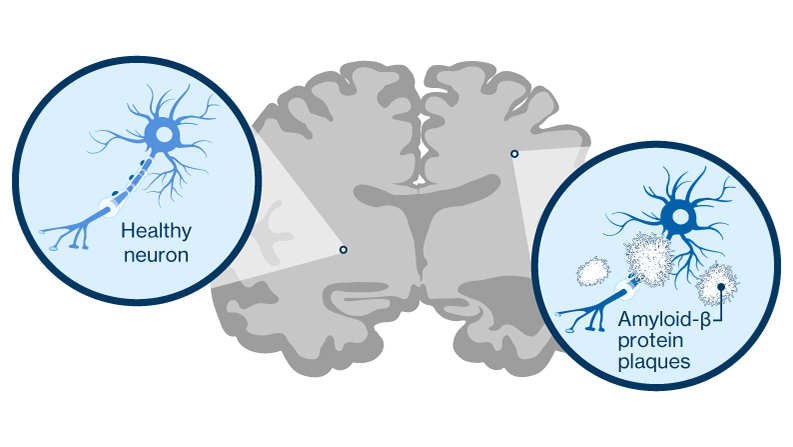 Healthy
neuron
Amyloid-β
protein
plaques